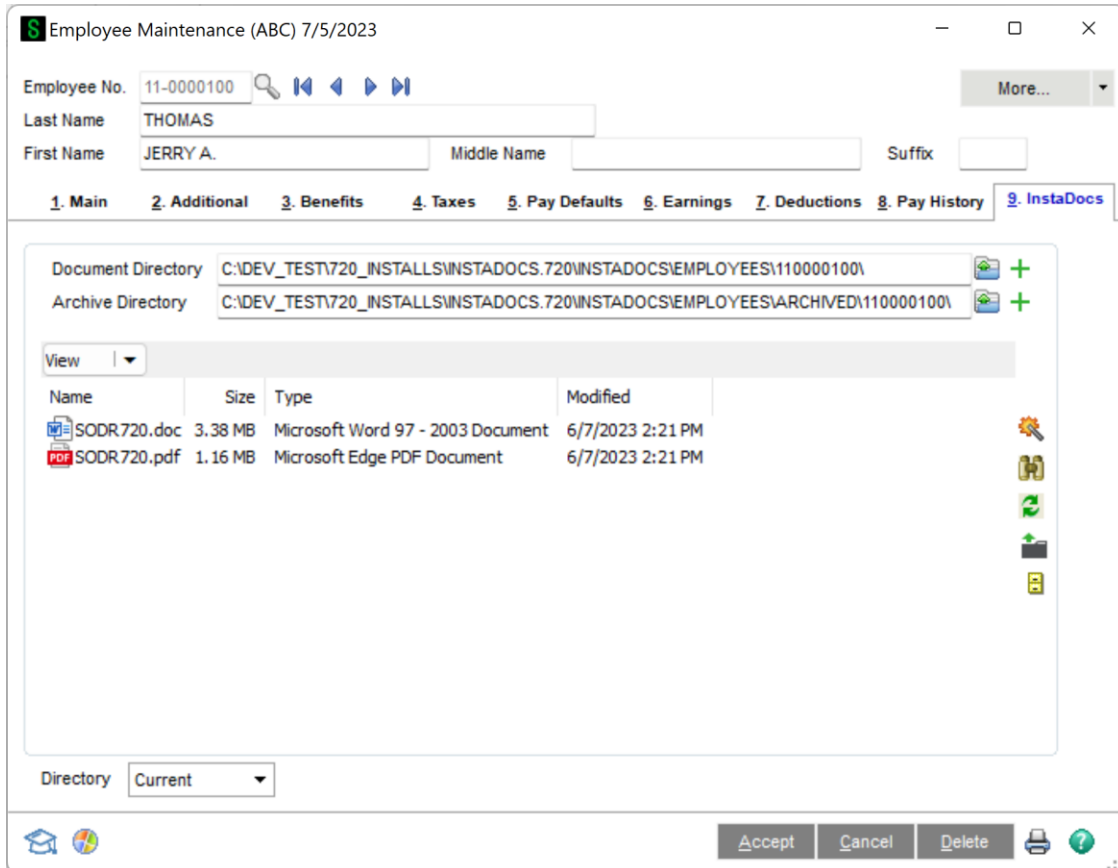 S Employee Maintenance (ABC) 7/5/2023
Employee No. 11-0000100 More...
Last Name THOMAS
First Name JERRY A. Middle Name Suffix
1. Main 2. Additional 3. Benefits 4. Taxes 5. Pay Defaults 6. Earnings 7. Deductions 8. Pay History 9. InstaDocs
Document Directory C:\DEV_TEST\720_INSTALLS\INSTADOCS.720\INSTADOCS\EMPLOYEES\110000100\
Archive Directory C:\DEV_TEST\720_INSTALLS\INSTADOCS.720\INSTADOCS\EMPLOYEES\ARCHIVED\110000100\
View
Name Size Type Modified
SODR720.doc 3.38 MB Microsoft Word 97 - 2003 Document 6/7/2023 2:21 PM
PDF SODR720.pdf 1.16 MB Microsoft Edge PDF Document 6/7/2023 2:21 PM
Directory Current
Accept Cancel Delete ?